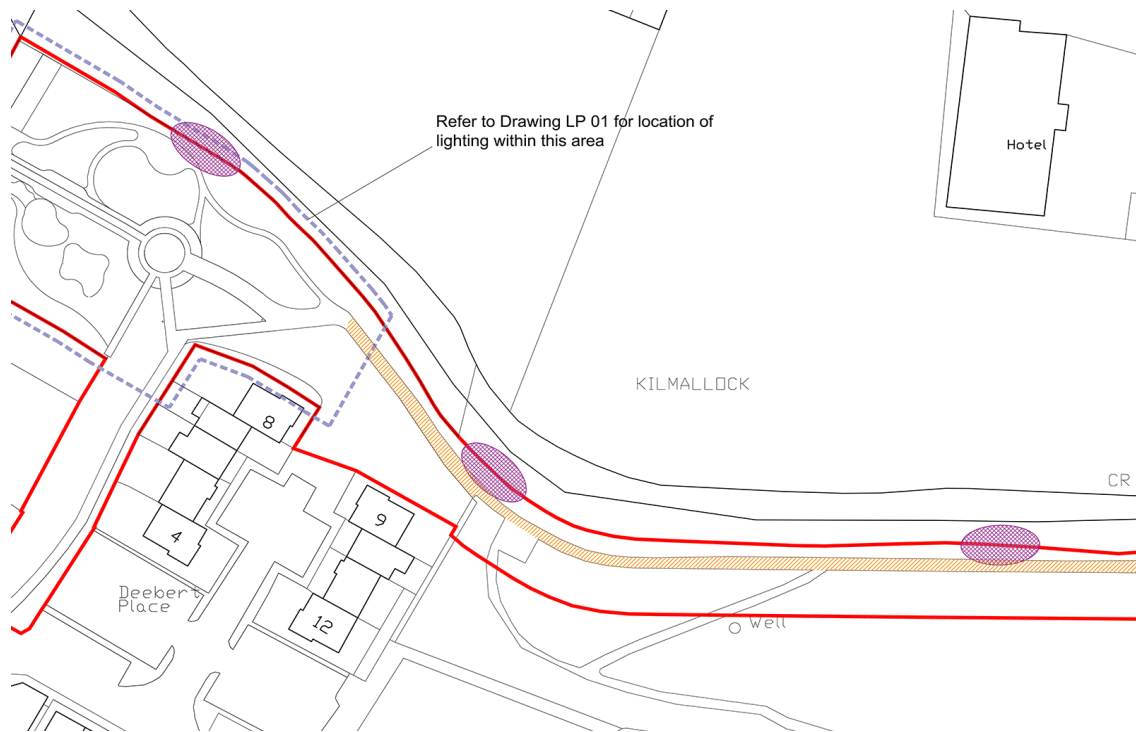 Refer to Drawing LP 01 for location of
lighting within this area
Hotel
KILMALLOCK
CR
8
9
4
12
Deebert
Place
Well